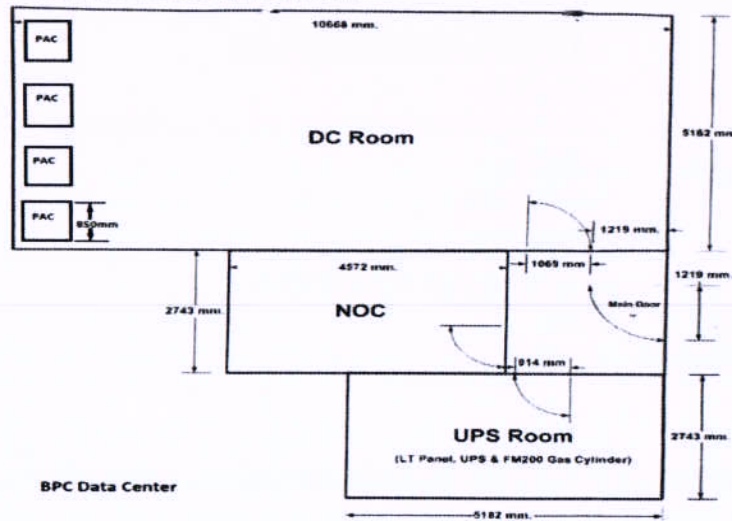 10668 mm.
PAC
PAC
PAC
PAC
850mm
DC Room
5182 mm.
1219 mm.
1069 mm
1219 mm.
4572 mm.
2743 mm.
NOC
Main Door
914 mm
UPS Room
(LT Panel, UPS & FM200 Gas Cylinder)
2743 mm.
BPC Data Center
5182 mm.